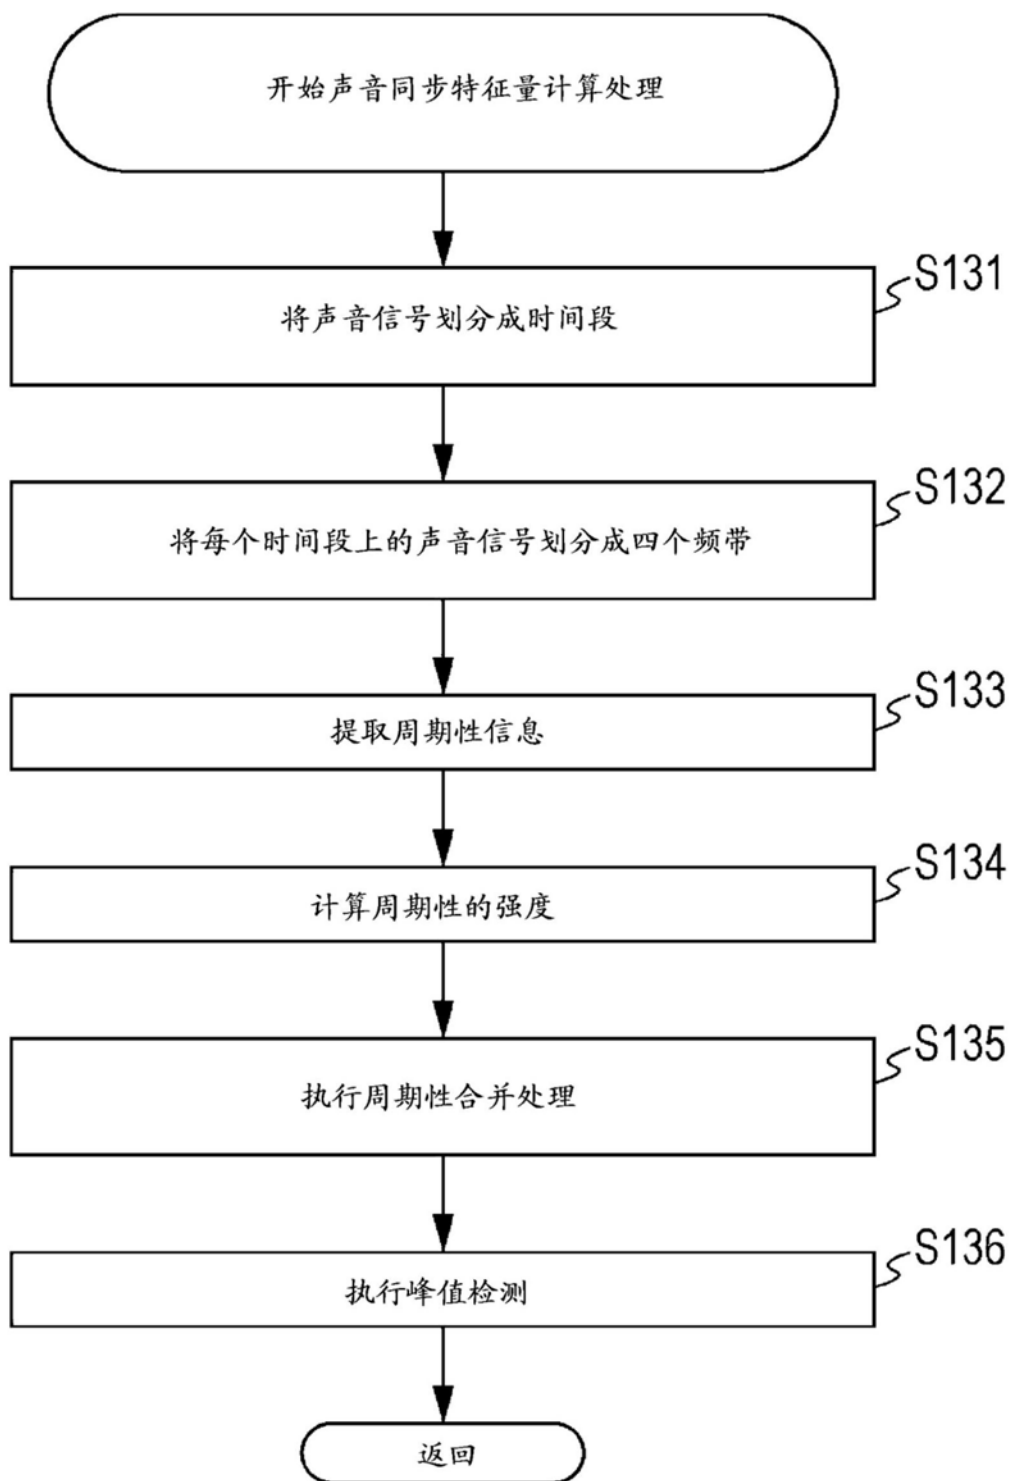 开始声音同步特征量计算处理
S131
将声音信号划分成时间段
S132
将每个时间段上的声音信号划分成四个频带
S133
提取周期性信息
S134
计算周期性的强度
S135
执行周期性合并处理
S136
执行峰值检测
返回